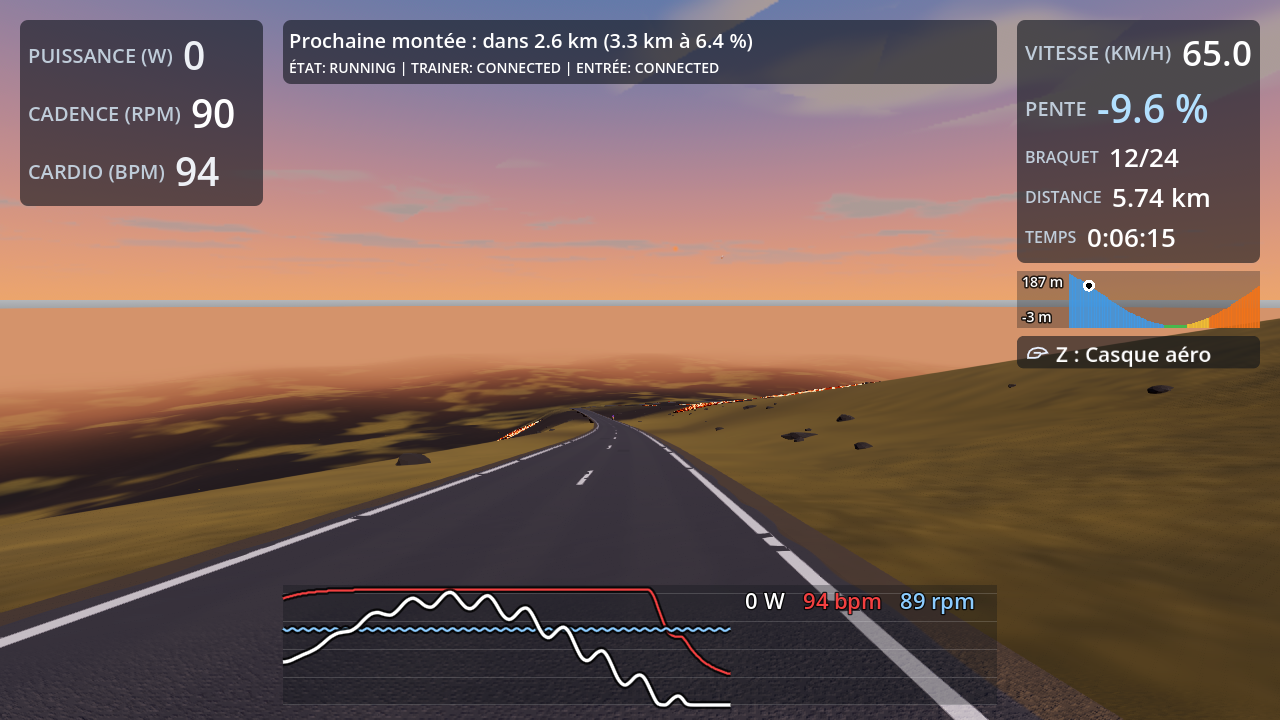 PUISSANCE (W) 0
CADENCE (RPM) 90
CARDIO (BPM) 94
Prochaine montée : dans 2.6 km (3.3 km à 6.4 %)
ÉTAT: RUNNING | TRAINER: CONNECTED | ENTRÉE: CONNECTED
VITESSE (KM/H) 65.0
PENTE -9.6 %
BRAQUET 12/24
DISTANCE 5.74 km
TEMPS 0:06:15
187 m
-3 m
Z : Casque aéro
0 W 94 bpm 89 rpm